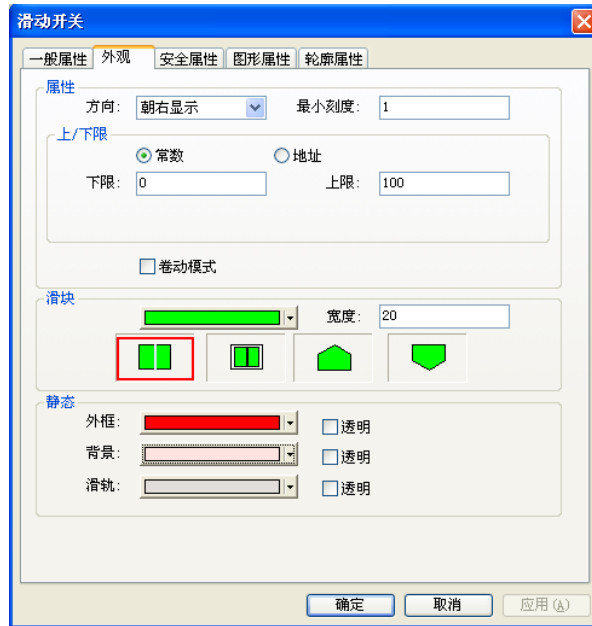 滑动开关
一般属性 外观 安全属性 图形属性 轮廓属性
属性
方向: 朝右显示 最小刻度: 1
上/下限
常数 地址
下限: 0 上限: 100
卷动模式
滑块
宽度: 20
静态
外框: 透明
背景: 透明
滑轨: 透明
确定 取消 应用(A)